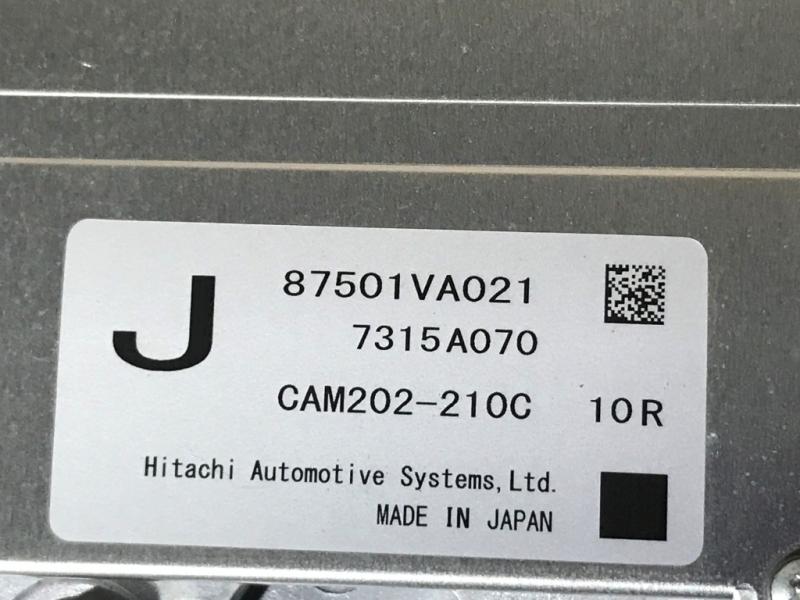 J
87501VA021
7315A070
CAM202-210C 10R
Hitachi Automotive Systems,Ltd.
MADE IN JAPAN